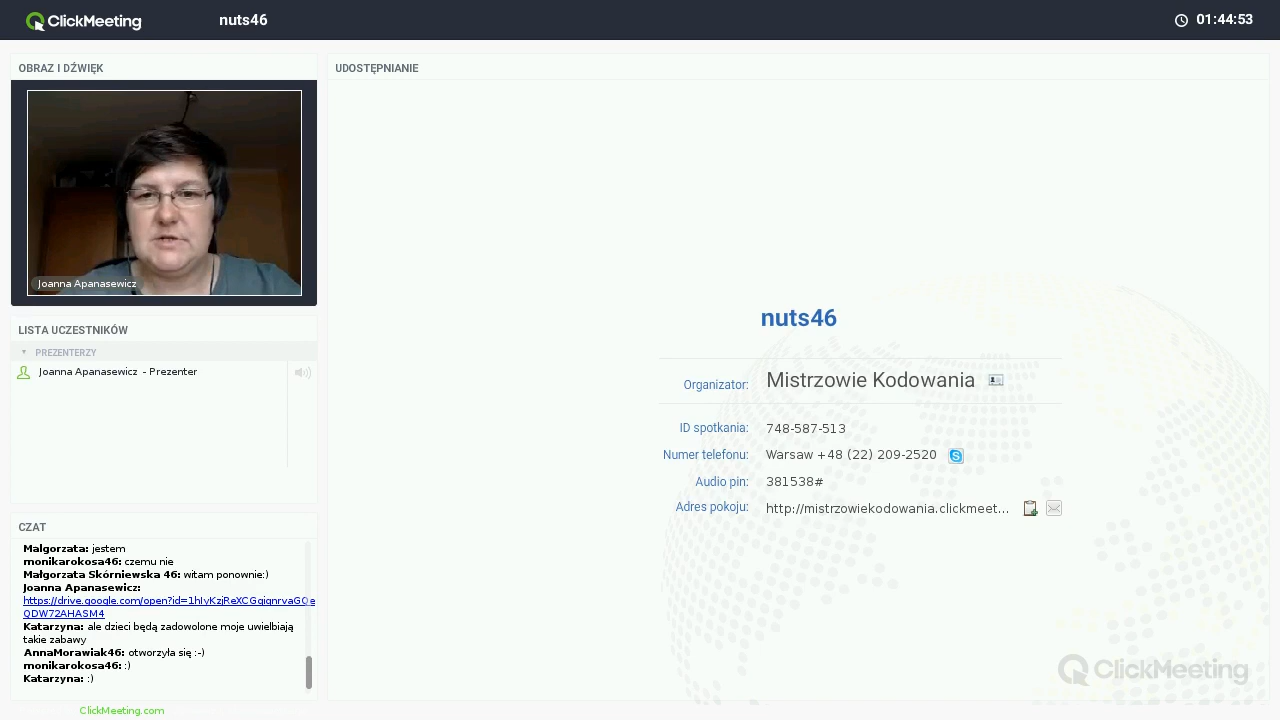 ClickMeeting
nuts46
01:44:53
OBRAZ I DŹWIĘK
UDOSTĘPNIANIE
Joanna Apanasewicz
LISTA UCZESTNIKÓW
PREZENTERZY
Joanna Apanasewicz - Prezenter
nuts46
Organizator: Mistrzowie Kodowania
ID spotkania: 748-587-513
Numer telefonu: Warsaw +48 (22) 209-2520
Audio pin: 381538#
Adres pokoju: http://mistrzowiekodowania.clickmeet...
CZAT
Malgorzata: jestem
monikarokosa46: czemu nie
Małgorzata Skórniewska 46: witam ponownie:)
Joanna Apanasewicz:
Katarzyna: ale dzieci będą zadowolone moje uwielbiają
takie zabawy
AnnaMorawiak46: otworzyła się :-)
monikarokosa46: :)
Katarzyna: :)
ClickMeeting
ClickMeeting.com